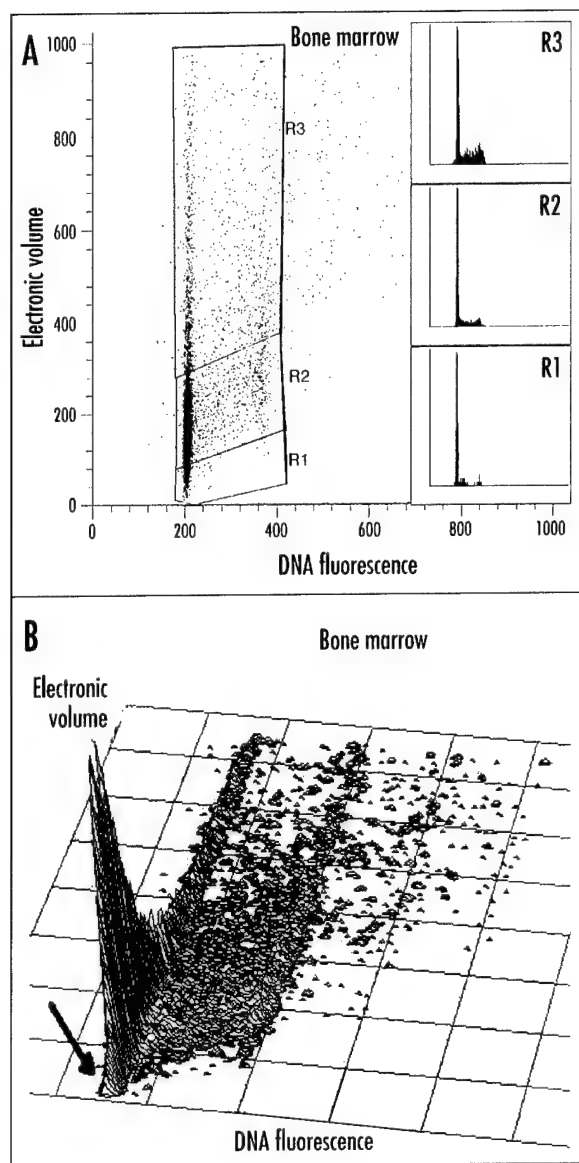 A
Bone marrow
Electronic volume
1000
800
600
400
200
0
R3
R2
R1
R3
R2
R1
0
200
400
600
800
1000
DNA fluorescence
B
Bone marrow
Electronic
volume
DNA fluorescence